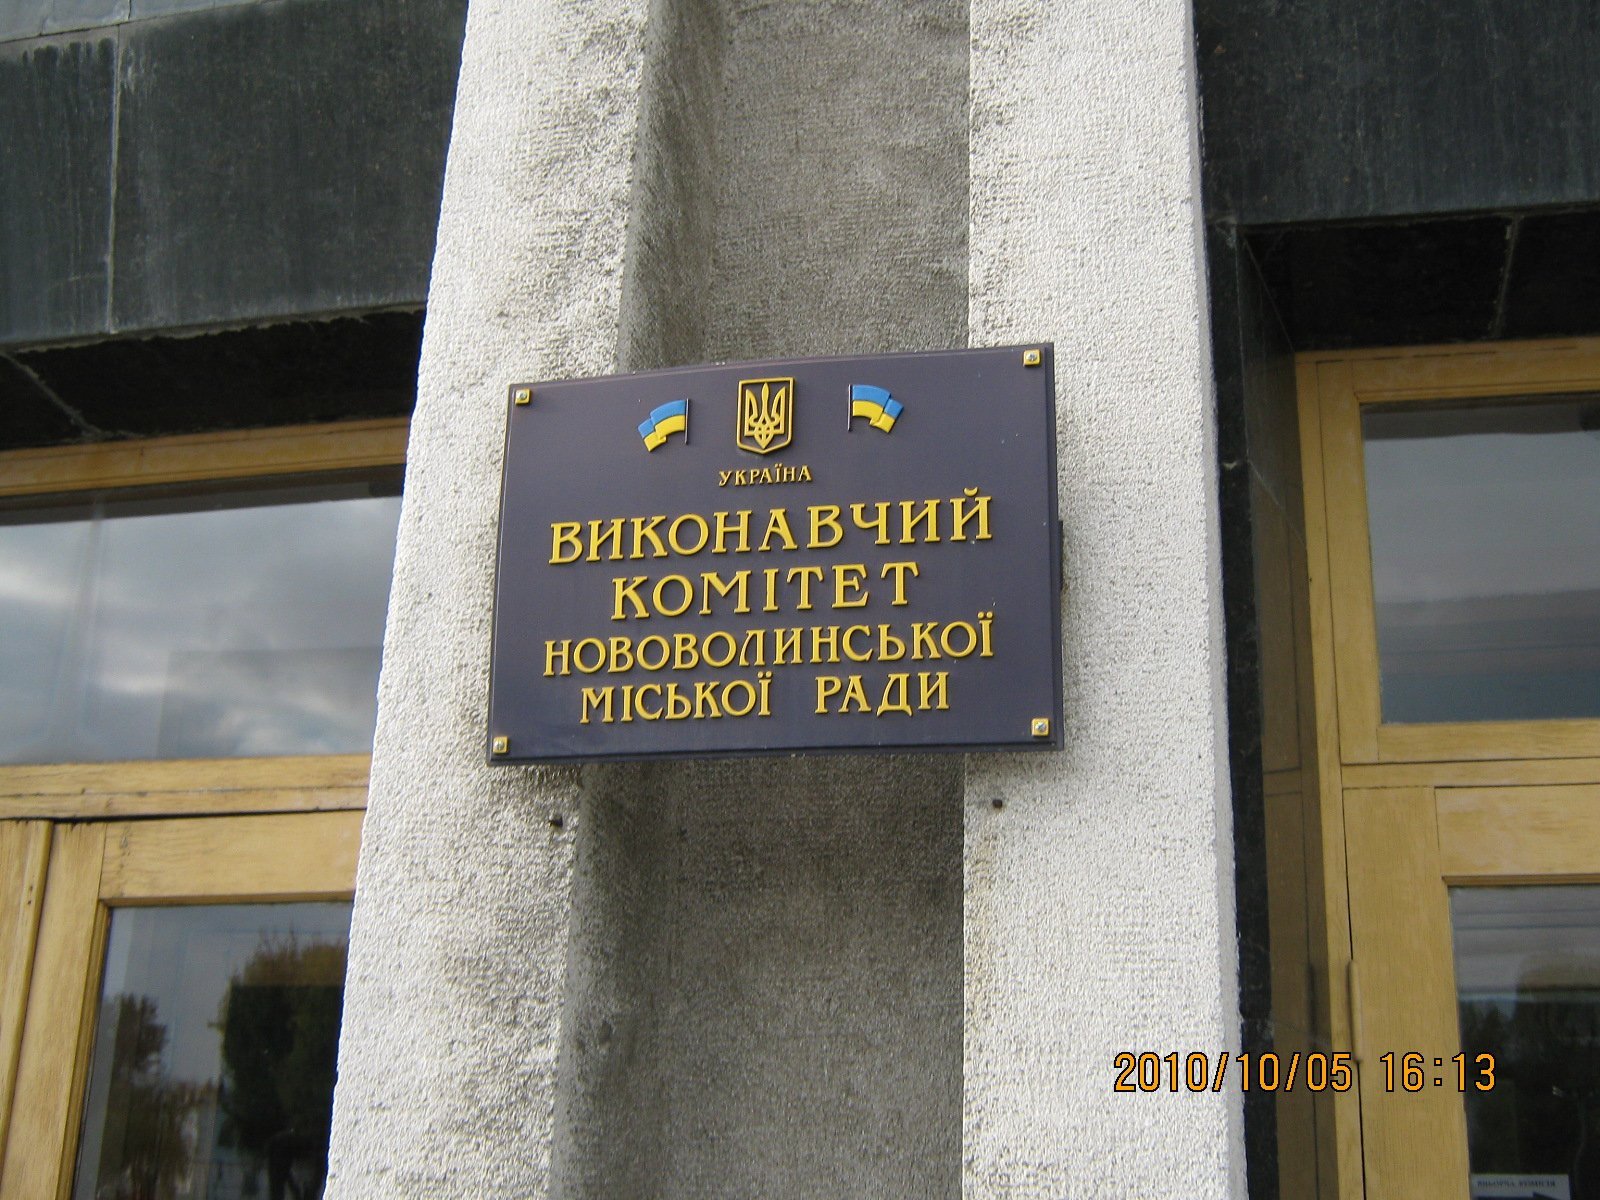 УКРАЇНА
ВИКОНАВЧИЙ
КОМІТЕТ
НОВОВОЛИНСЬКОЇ
МІСЬКОЇ РАДИ
2010/10/05 16:13